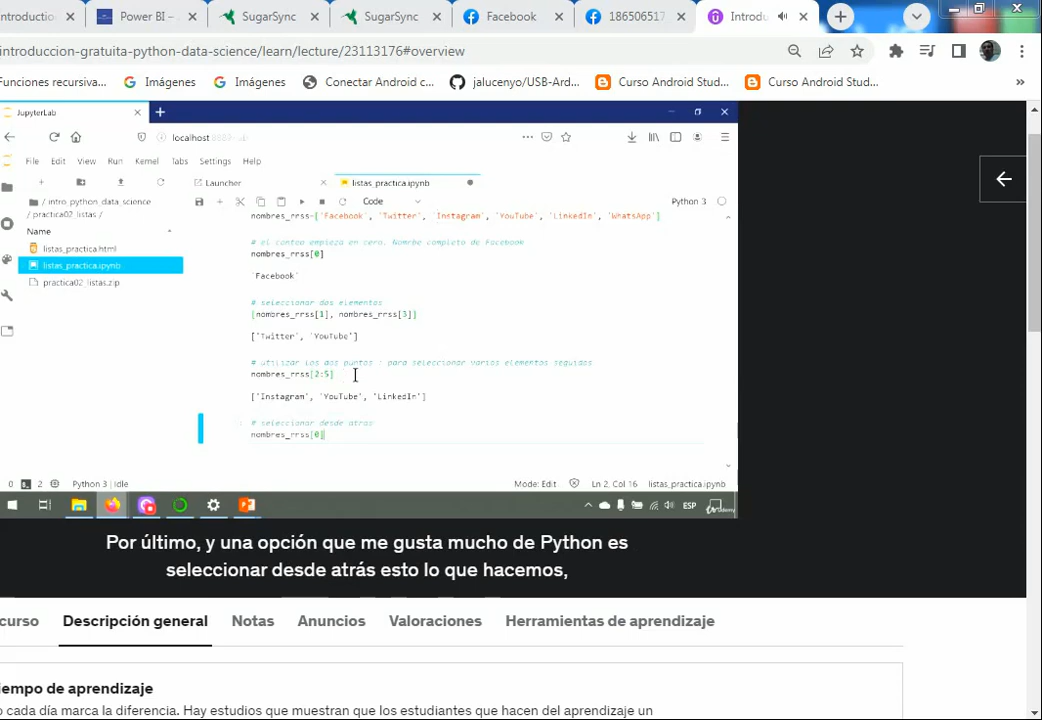 Introducci
Power BI –
SugarSync
SugarSync
Facebook
186506517
Introdu
introduccion-gratuita-python-data-science/learn/lecture/23113176#overview
Funciones recursiva...
Imágenes
Imágenes
Conectar Android c...
jalucenyo/USB-Ard...
Curso Android Stud...
Curso Android Stud...
»
JupyterLab
localhost
File Edit View Run Kernel Tabs Settings Help
Launcher
listas_practica.ipynb
/ intro_python_data_science
/ practica02_listas /
Code
Python 3
Name
listas_practica.html
listas_practica.ipynb
practica02_listas.zip
nombres_rrss=['Facebook', 'Twitter', 'Instagram', 'YouTube', 'LinkedIn', 'WhatsApp']
# el conteo empieza en cero. Nomrbe completo de Facebook
nombres_rrss[0]
'Facebook'
# seleccionar dos elementos
[nombres_rrss[1], nombres_rrss[3]]
['Twitter', 'YouTube']
# utilizar los dos puntos : para seleccionar varios elementos seguidos
nombres_rrss[2:5]
['Instagram', 'YouTube', 'LinkedIn']
# seleccionar desde atras
nombres_rrss[0]
0 2 Python 3 | Idle
Mode: Edit
Ln 2, Col 16
listas_practica.ipynb
ESP
Udemy
Por último, y una opción que me gusta mucho de Python es
seleccionar desde atrás esto lo que hacemos,
curso
Descripción general
Notas
Anuncios
Valoraciones
Herramientas de aprendizaje
iempo de aprendizaje
o cada día marca la diferencia. Hay estudios que muestran que los estudiantes que hacen del aprendizaje un